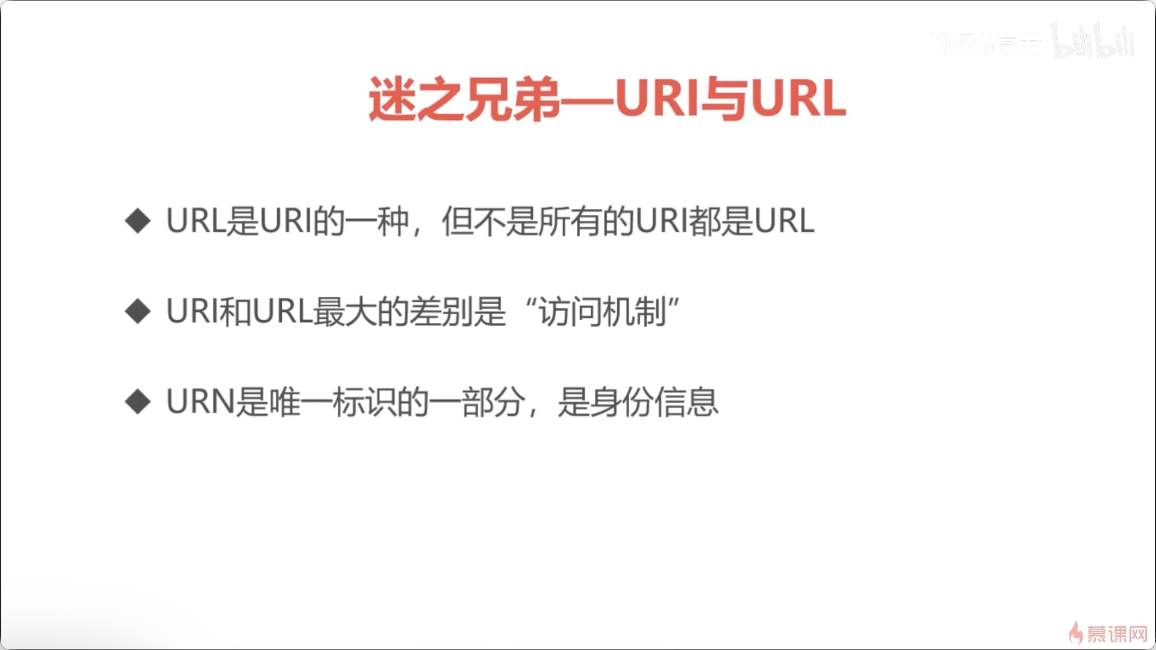 bilibili
迷之兄弟—URI与URL
◆ URL是URI的一种，但不是所有的URI都是URL
◆ URI和URL最大的差别是“访问机制”
◆ URN是唯一标识的一部分，是身份信息
慕课网